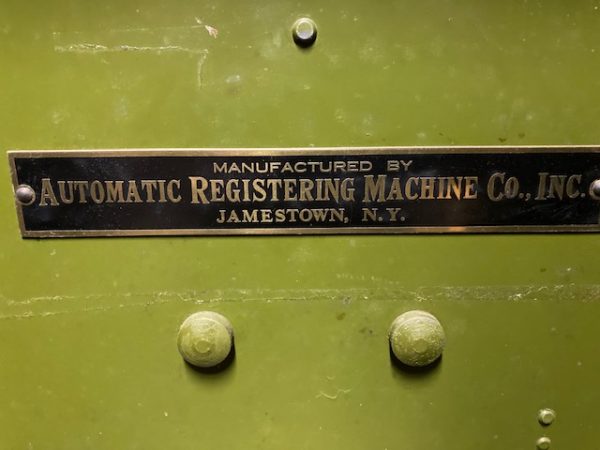 MANUFACTURED BY
AUTOMATIC REGISTERING MACHINE CO., INC.
JAMESTOWN, N.Y.